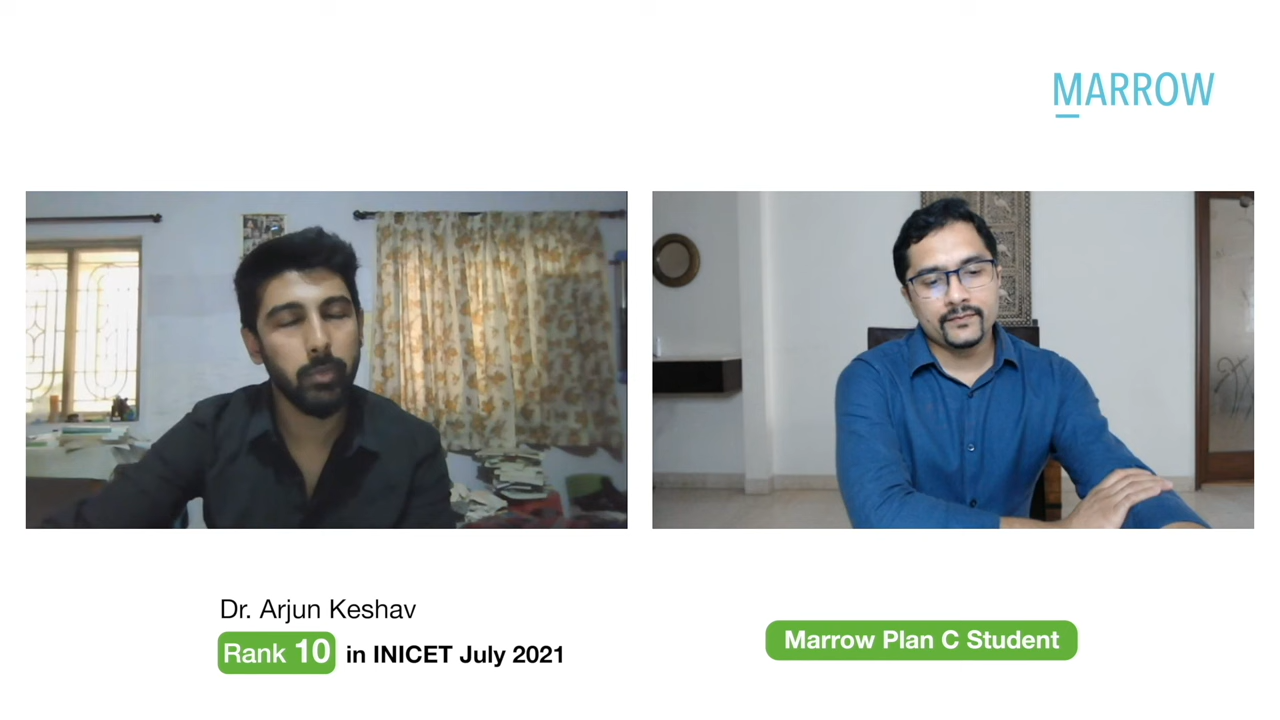 MARROW
Dr. Arjun Keshav
Rank 10 in INICET July 2021
Marrow Plan C Student